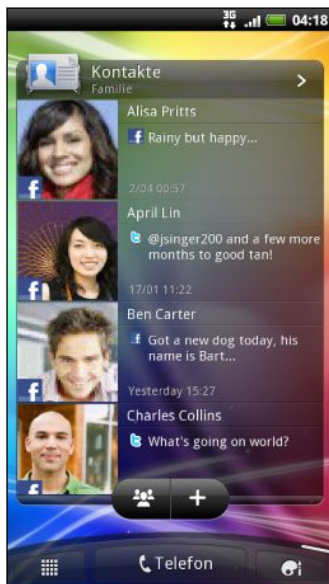 3G
04:18
Kontakte
Familie
Alisa Pritts
Rainy but happy...
2/04 00:57
April Lin
@jsinger200 and a few more
months to good tan!
17/01 11:22
Ben Carter
Got a new dog today, his
name is Bart...
Yesterday 15:27
Charles Collins
What's going on world?
Telefon